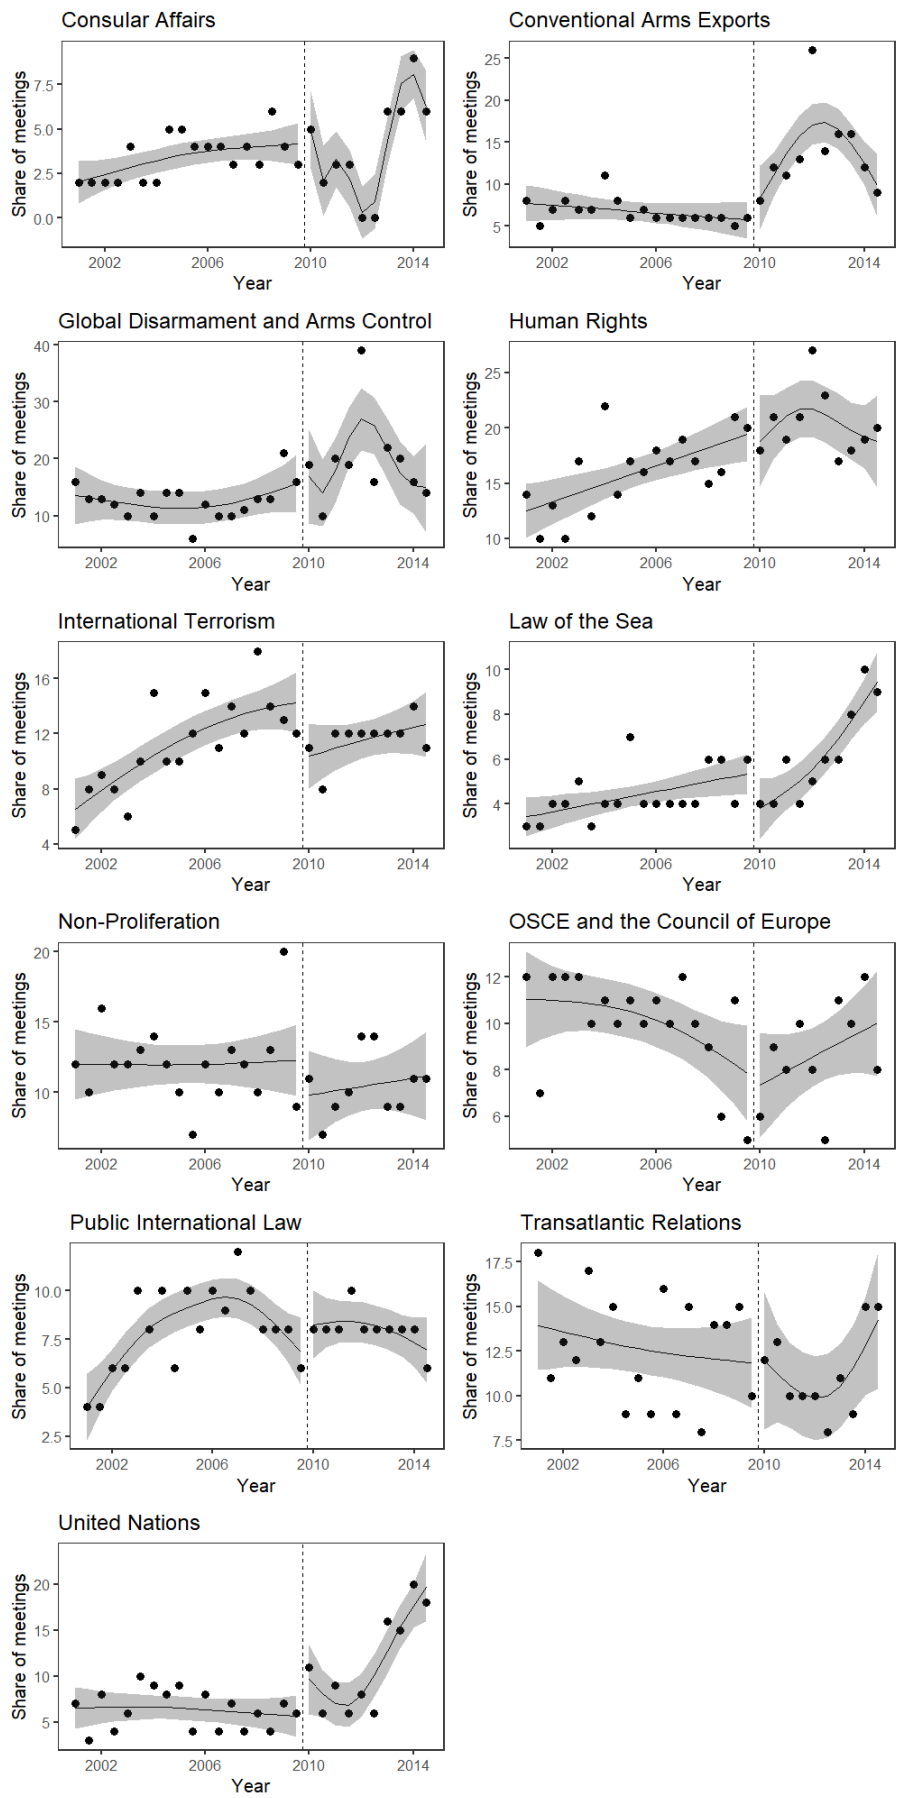 Consular Affairs
Share of meetings
7.5
5.0
2.5
0.0
2002 2006 2010 2014
Year
Conventional Arms Exports
Share of meetings
25
20
15
10
5
2002 2006 2010 2014
Year
Global Disarmament and Arms Control
Share of meetings
40
30
20
10
2002 2006 2010 2014
Year
Human Rights
Share of meetings
25
20
15
10
2002 2006 2010 2014
Year
International Terrorism
Share of meetings
16
12
8
4
2002 2006 2010 2014
Year
Law of the Sea
Share of meetings
10
8
6
4
2002 2006 2010 2014
Year
Non-Proliferation
Share of meetings
20
15
10
2002 2006 2010 2014
Year
OSCE and the Council of Europe
Share of meetings
12
10
8
6
2002 2006 2010 2014
Year
Public International Law
Share of meetings
10.0
7.5
5.0
2.5
2002 2006 2010 2014
Year
Transatlantic Relations
Share of meetings
17.5
15.0
12.5
10.0
7.5
2002 2006 2010 2014
Year
United Nations
Share of meetings
20
15
10
5
2002 2006 2010 2014
Year